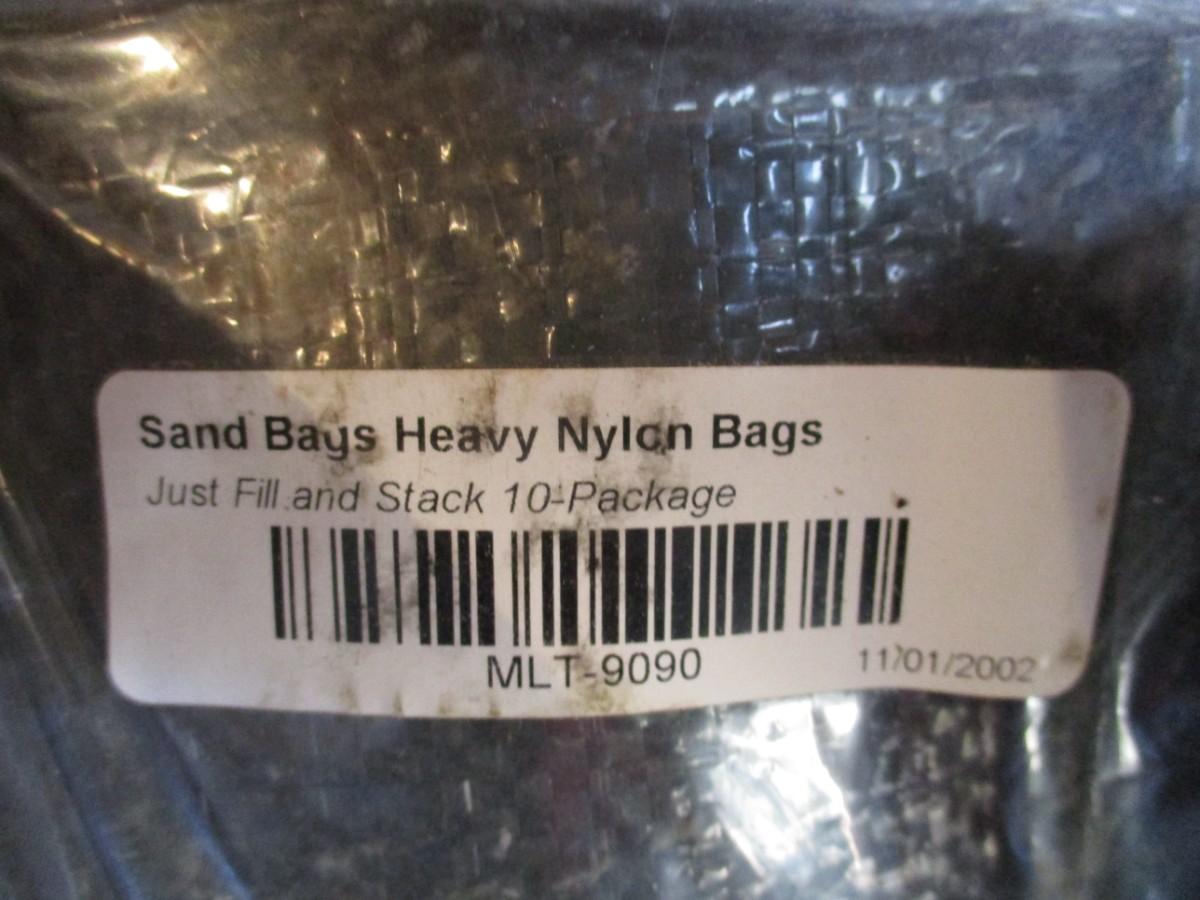 Sand Bags Heavy Nylon Bags
Just Fill and Stack 10-Package
MLT-9090
11/01/2002